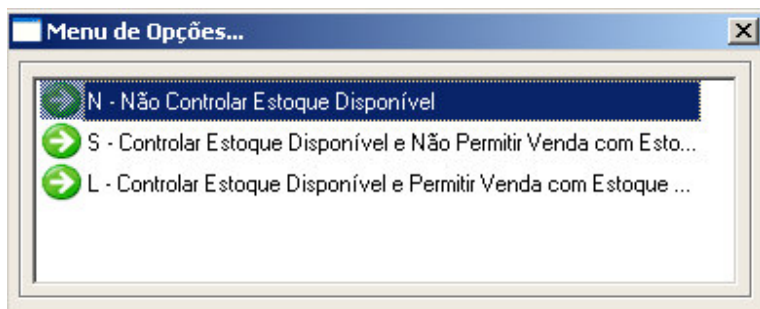 Menu de Opções...
N - Não Controlar Estoque Disponível
S - Controlar Estoque Disponível e Não Permitir Venda com Esto...
L - Controlar Estoque Disponível e Permitir Venda com Estoque ...